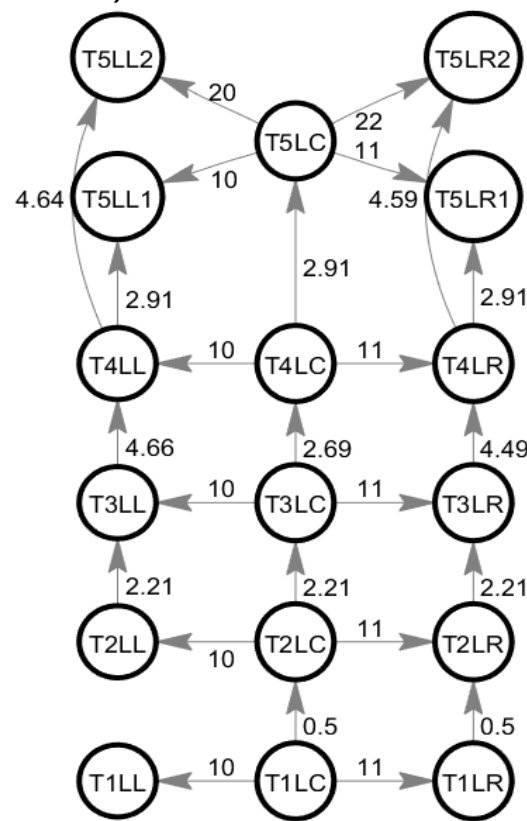 T5LL2 T5LR2
20 22
T5LC
10 11
4.64 T5LL1 4.59 T5LR1
2.91 2.91 2.91
T4LL 10 T4LC 11 T4LR
4.66 2.69 4.49
T3LL 10 T3LC 11 T3LR
2.21 2.21 2.21
T2LL 10 T2LC 11 T2LR
0.5 0.5
T1LL 10 T1LC 11 T1LR